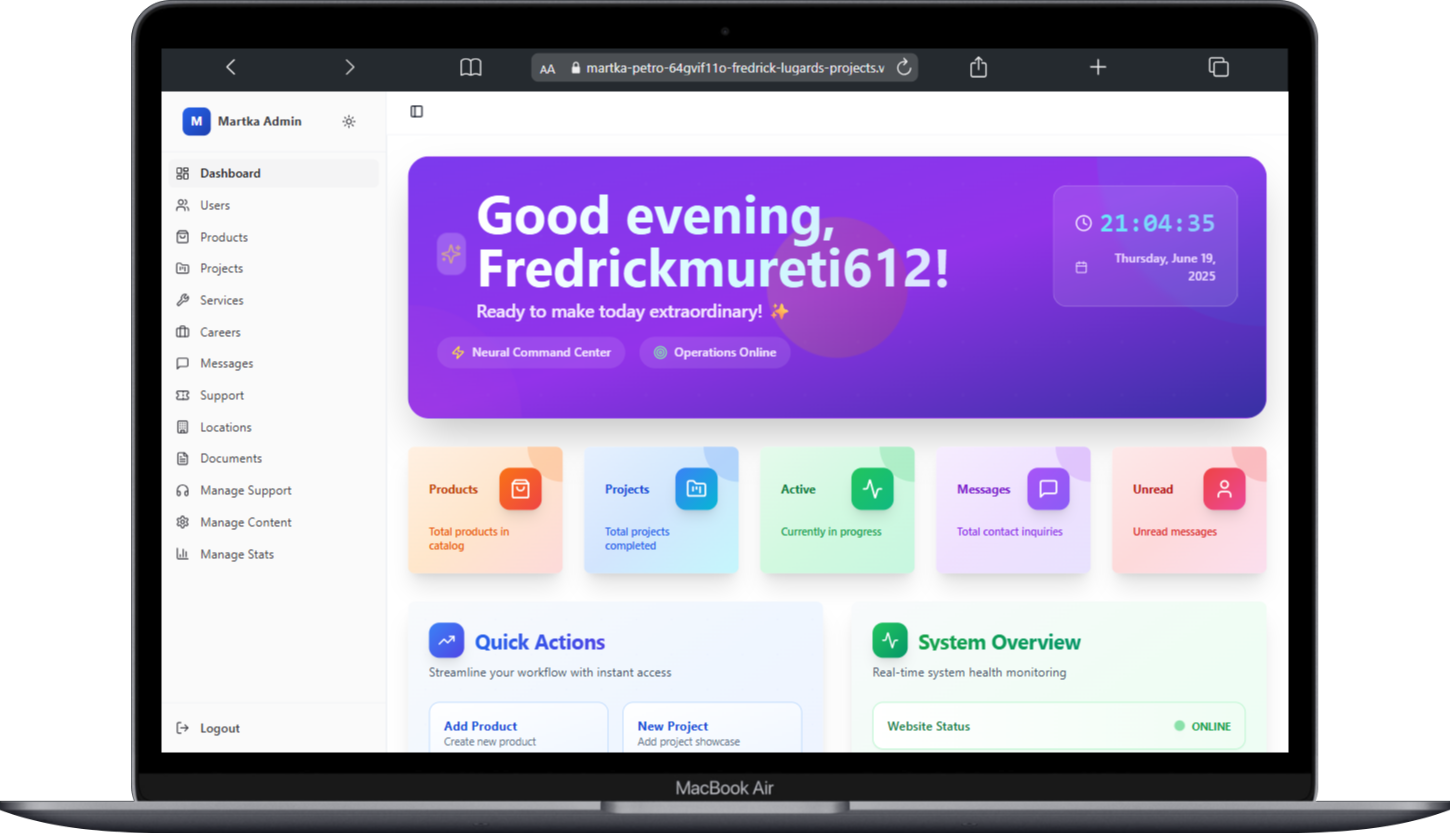 AA martka-petro-64gvif11o-fredrick-lugards-projects.v
M Martka Admin
Dashboard
Users
Products
Projects
Services
Careers
Messages
Support
Locations
Documents
Manage Support
Manage Content
Manage Stats
Logout
Good evening,
Fredrickmureti612!
Ready to make today extraordinary! ✨
Neural Command Center
Operations Online
21:04:35
Thursday, June 19,
2025
Products
Total products in
catalog
Projects
Total projects
completed
Active
Currently in progress
Messages
Total contact inquiries
Unread
Unread messages
Quick Actions
Streamline your workflow with instant access
Add Product
Create new product
New Project
Add project showcase
System Overview
Real-time system health monitoring
Website Status
ONLINE
MacBook Air